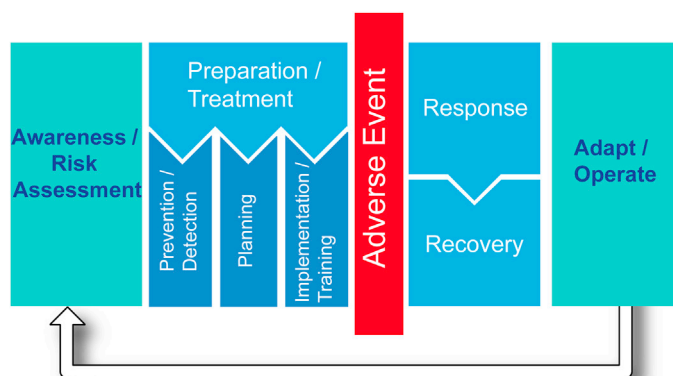 Awareness /
Risk
Assessment
Preparation /
Treatment
Prevention /
Detection
Planning
Implementation /
Training
Adverse Event
Response
Recovery
Adapt /
Operate